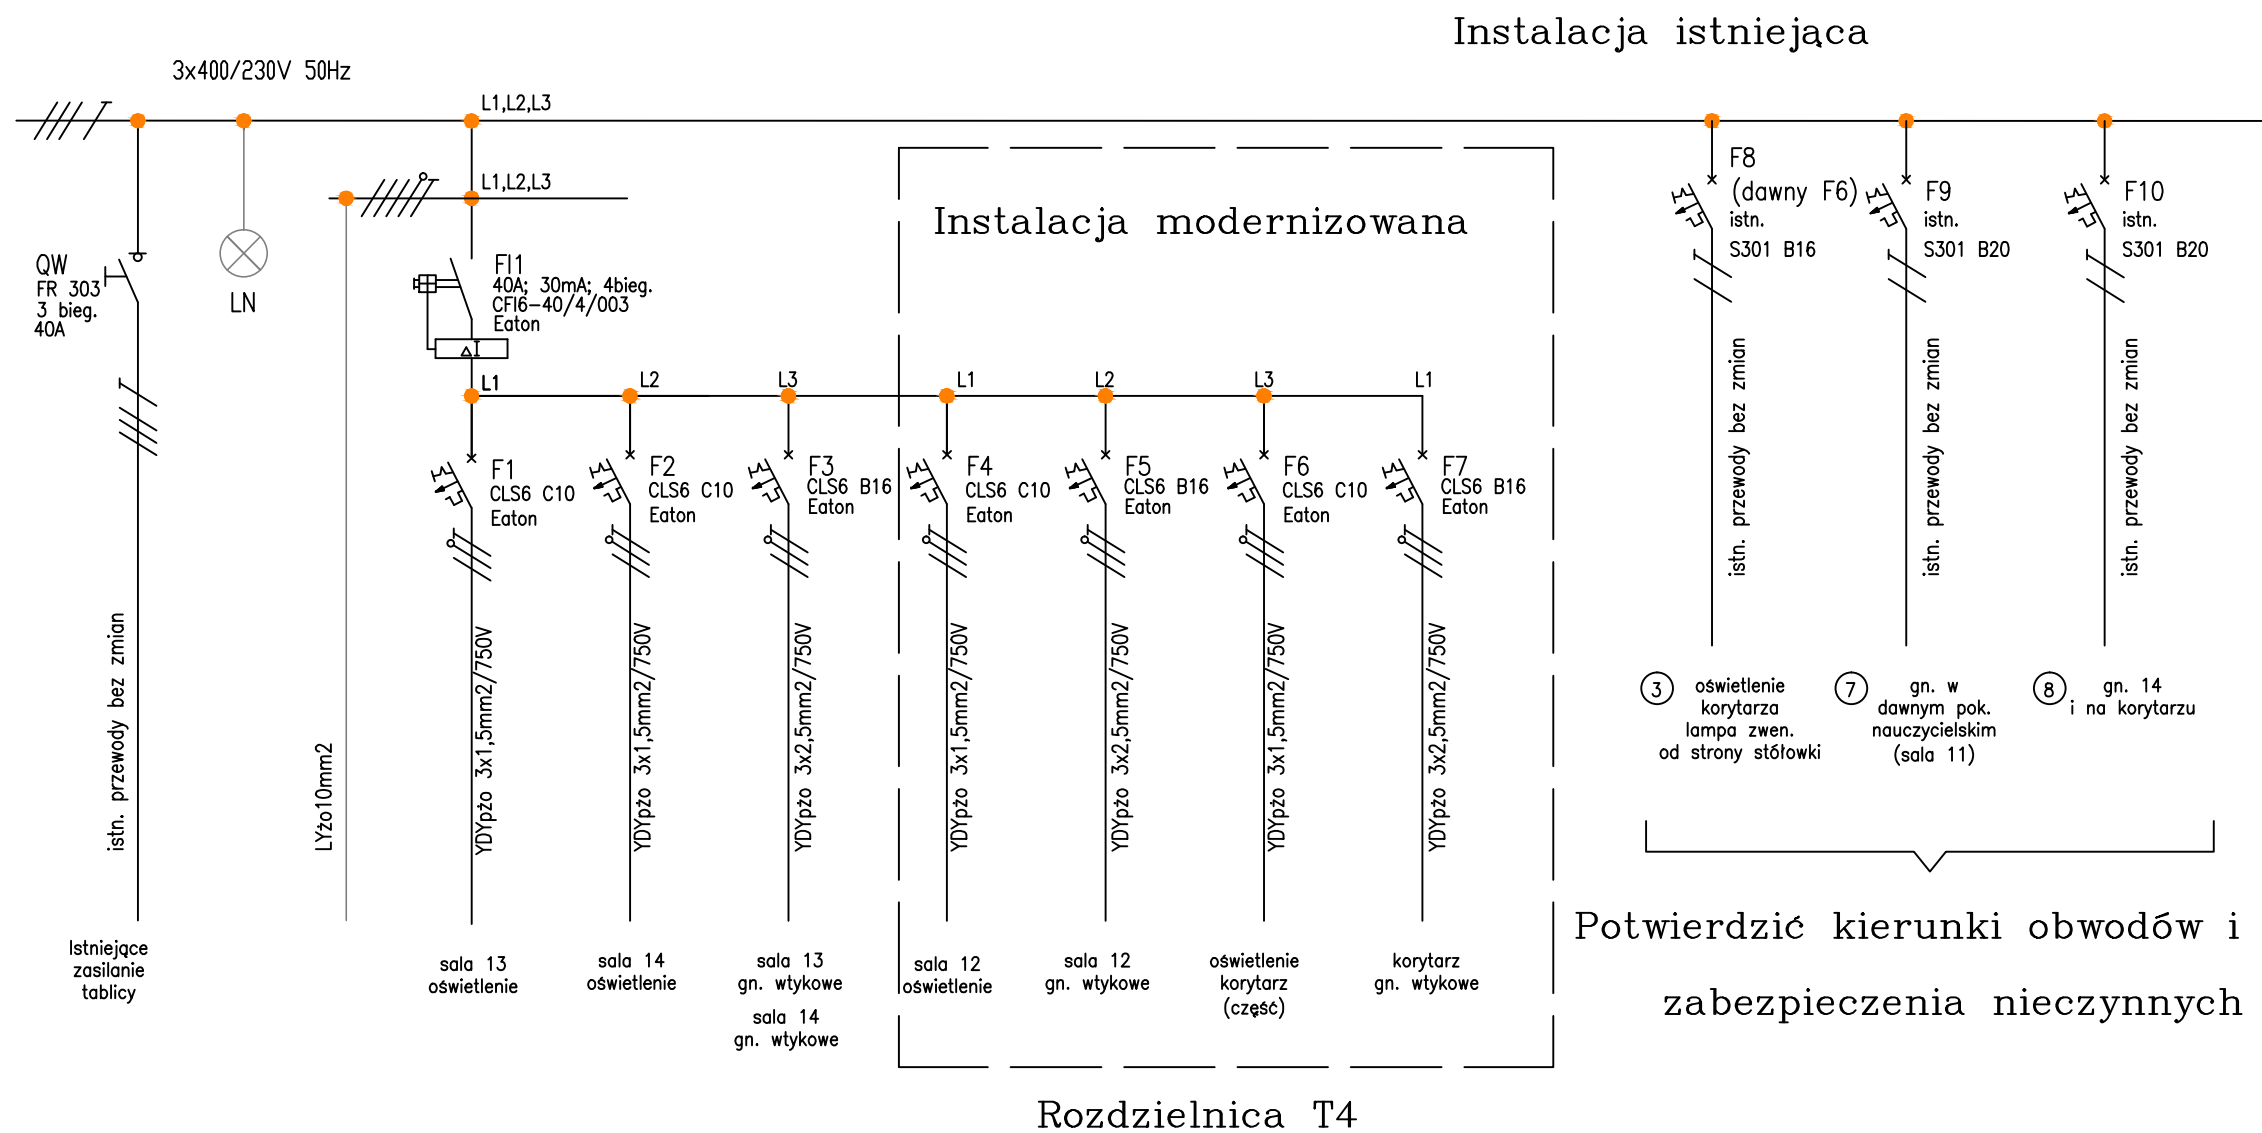 Instalacja istniejąca
3x400/230V 50Hz
L1,L2,L3
L1,L2,L3
QW
FR 303
3 bieg.
40A
LN
FI1
40A; 30mA; 4bieg.
CFI6-40/4/003
Eaton
Δ I
Instalacja modernizowana
F8
(dawny F6)
istn.
S301 B16
F9
istn.
S301 B20
F10
istn.
S301 B20
L1
L2
L3
L1
L2
L3
L1
F1
CLS6 C10
Eaton
F2
CLS6 C10
Eaton
F3
CLS6 B16
Eaton
F4
CLS6 C10
Eaton
F5
CLS6 B16
Eaton
F6
CLS6 C10
Eaton
F7
CLS6 B16
Eaton
istn. przewody bez zmian
istn. przewody bez zmian
istn. przewody bez zmian
istn. przewody bez zmian
LYżo10mm2
YDYpżo 3x1,5mm2/750V
YDYpżo 3x1,5mm2/750V
YDYpżo 3x2,5mm2/750V
YDYpżo 3x1,5mm2/750V
YDYpżo 3x2,5mm2/750V
YDYpżo 3x1,5mm2/750V
YDYpżo 3x2,5mm2/750V
3
oświetlenie
korytarza
lampa zwen.
od strony stółowki
7
gn. w
dawnym pok.
nauczycielskim
(sala 11)
8
gn. 14
i na korytarzu
Istniejące
zasilanie
tablicy
sala 13
oświetlenie
sala 14
oświetlenie
sala 13
gn. wtykowe
sala 14
gn. wtykowe
sala 12
oświetlenie
sala 12
gn. wtykowe
oświetlenie
korytarz
(część)
korytarz
gn. wtykowe
Potwierdzić kierunki obwodów i
zabezpieczenia nieczynnych
Rozdzielnica T4